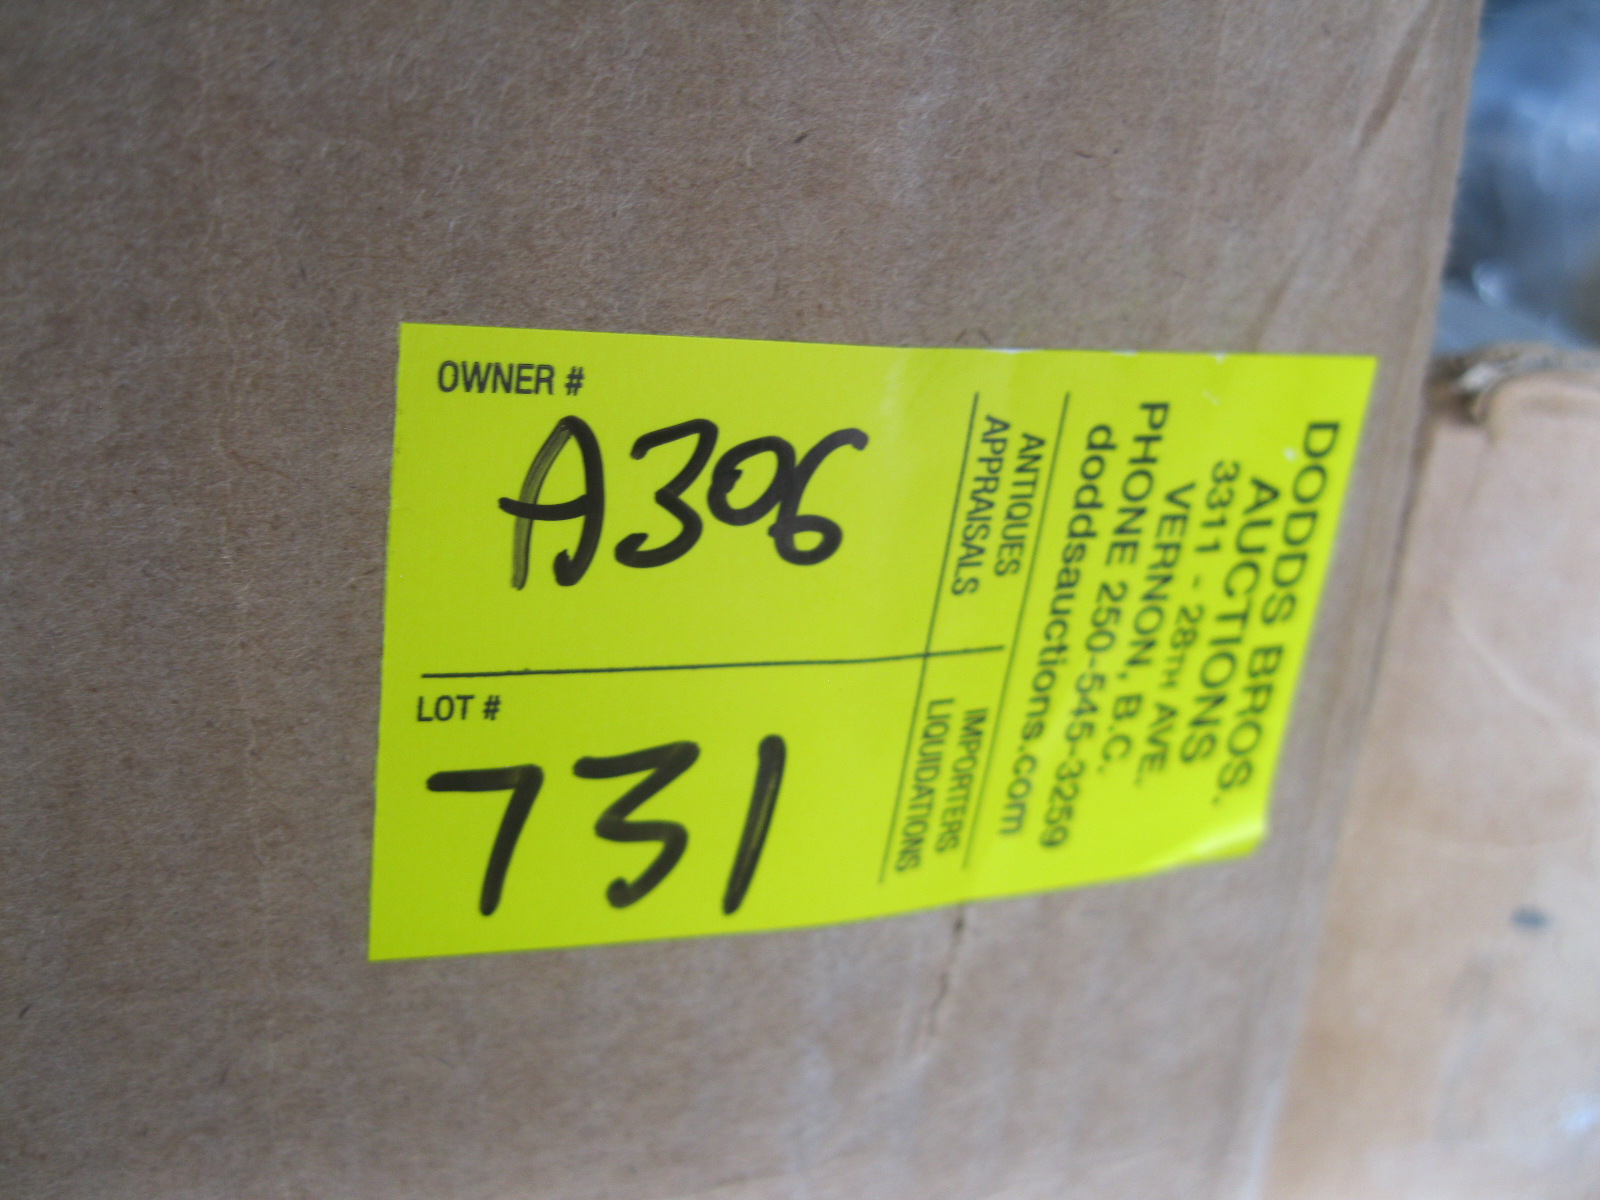 OWNER #
A306
LOT #
731
DODDS BROS.
AUCTIONS
3311 - 28TH AVE.
VERNON, B.C.
PHONE 250-545-3259
doddsauctions.com
ANTIQUES
APPRAISALS
IMPORTERS
LIQUIDATIONS